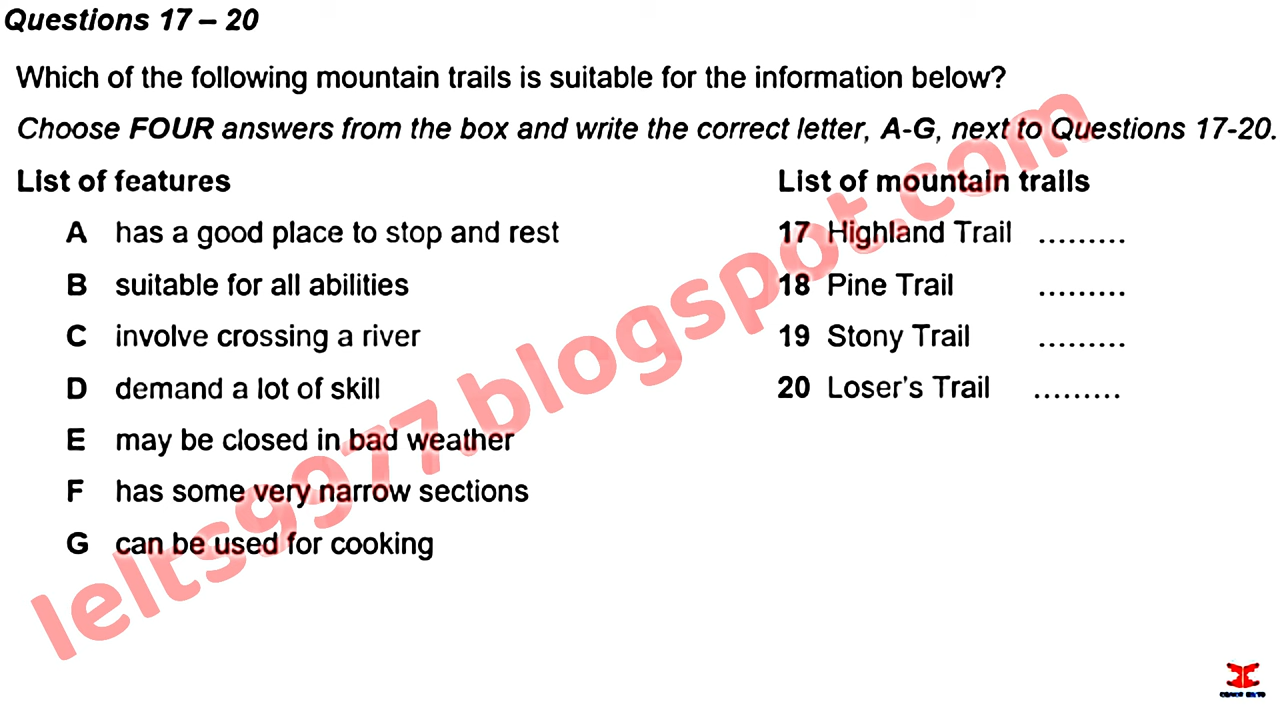 Questions 17 – 20
Which of the following mountain trails is suitable for the information below?
Choose FOUR answers from the box and write the correct letter, A-G, next to Questions 17-20.
List of features
A has a good place to stop and rest
B suitable for all abilities
C involve crossing a river
D demand a lot of skill
E may be closed in bad weather
F has some very narrow sections
G can be used for cooking
List of mountain trails
17 Highland Trail .........
18 Pine Trail .........
19 Stony Trail .........
20 Loser's Trail .........
Ielts9977.blogspot.com